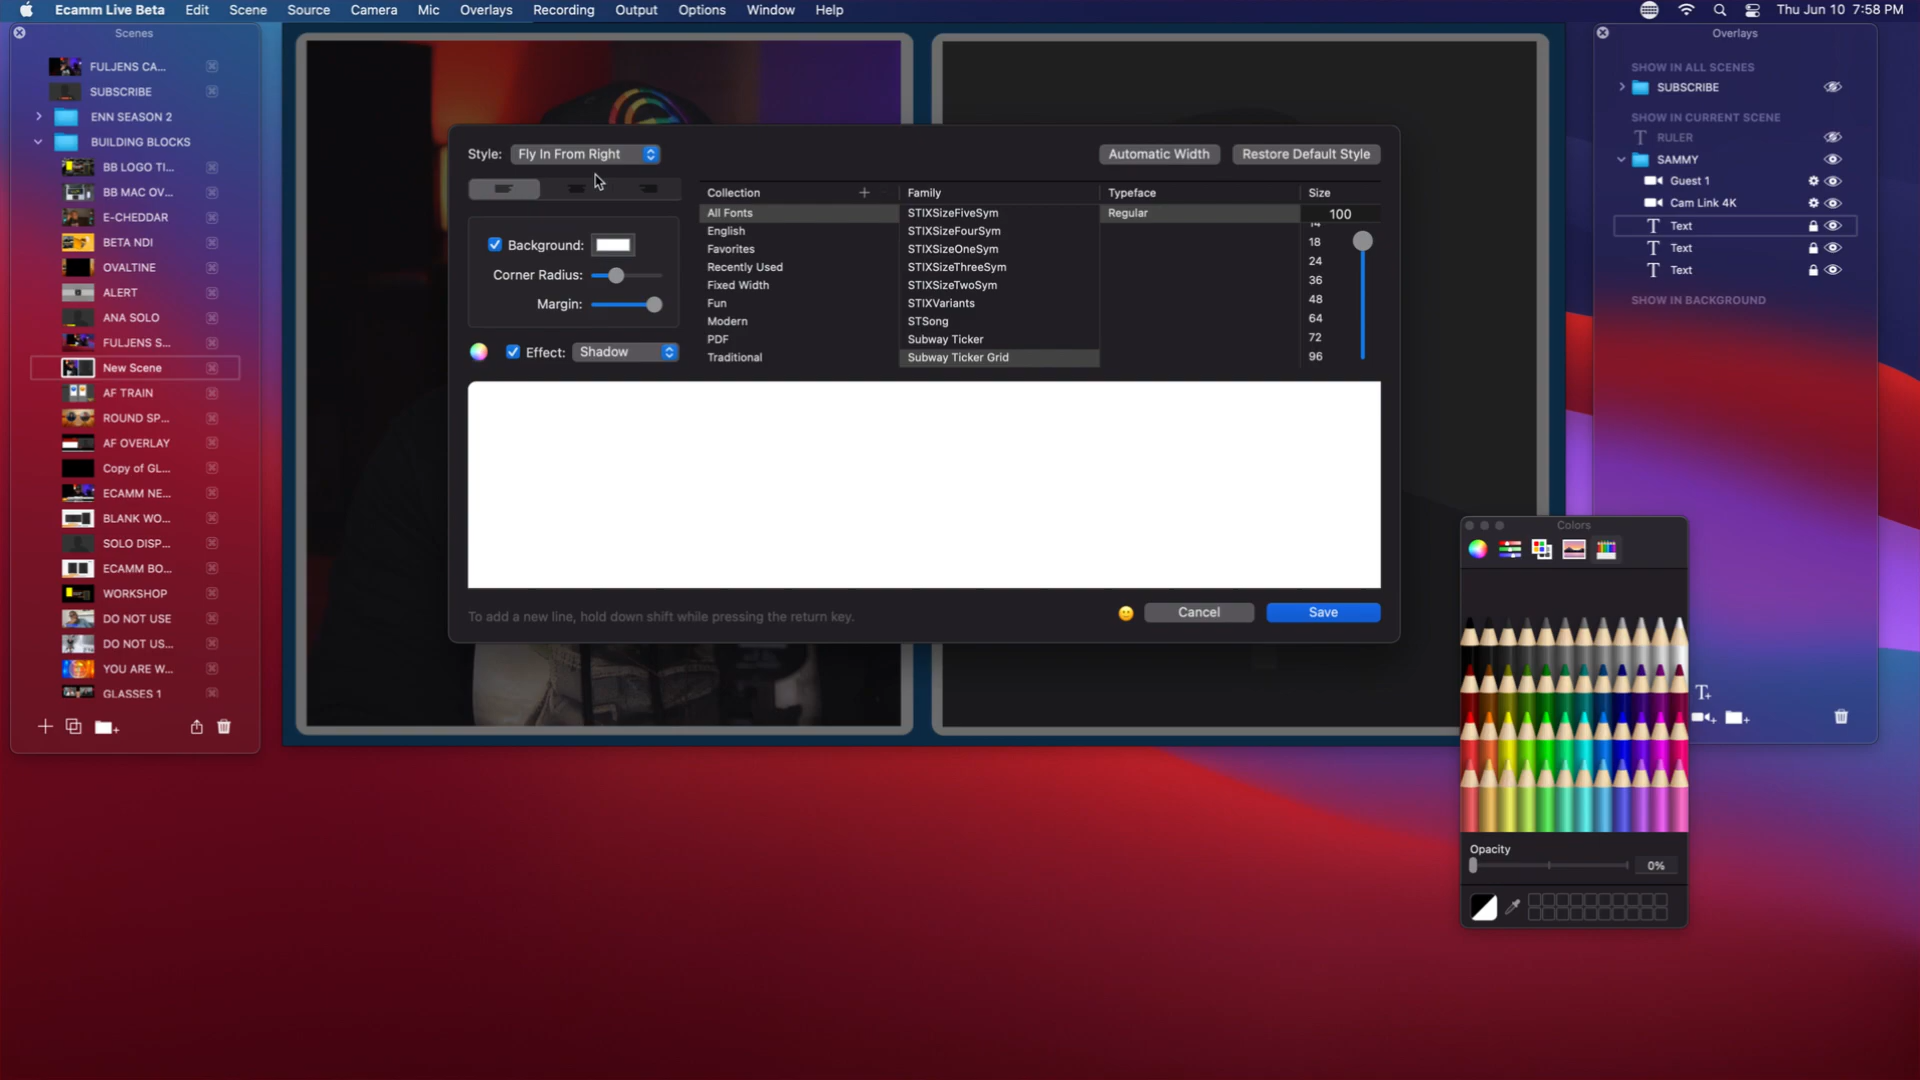 Ecamm Live Beta Edit Scene Source Camera Mic Overlays Recording Output Options Window Help Thu Jun 10 7:58 PM
Scenes
FULJENS CA...
SUBSCRIBE
ENN SEASON 2
BUILDING BLOCKS
BB LOGO TI...
BB MAC OV...
E-CHEDDAR
BETA NDI
OVALTINE
ALERT
ANA SOLO
FULJENS S...
New Scene
AF TRAIN
ROUND SP...
AF OVERLAY
Copy of GL...
ECAMM NE...
BLANK WO...
SOLO DISP...
ECAMM BO...
WORKSHOP
DO NOT USE
DO NOT US...
YOU ARE W...
GLASSES 1
Style: Fly In From Right
Automatic Width Restore Default Style
Background:
Corner Radius:
Margin:
Effect: Shadow
Collection
All Fonts
English
Favorites
Recently Used
Fixed Width
Fun
Modern
PDF
Traditional
Family
STIXSizeFiveSym
STIXSizeFourSym
STIXSizeOneSym
STIXSizeThreeSym
STIXSizeTwoSym
STIXVariants
STSong
Subway Ticker
Subway Ticker Grid
Typeface
Regular
Size
100
14
18
24
36
48
64
72
96
To add a new line, hold down shift while pressing the return key.
Cancel Save
Overlays
SHOW IN ALL SCENES
SUBSCRIBE
SHOW IN CURRENT SCENE
RULER
SAMMY
Guest 1
Cam Link 4K
Text
Text
Text
SHOW IN BACKGROUND
Colors
Opacity
0%